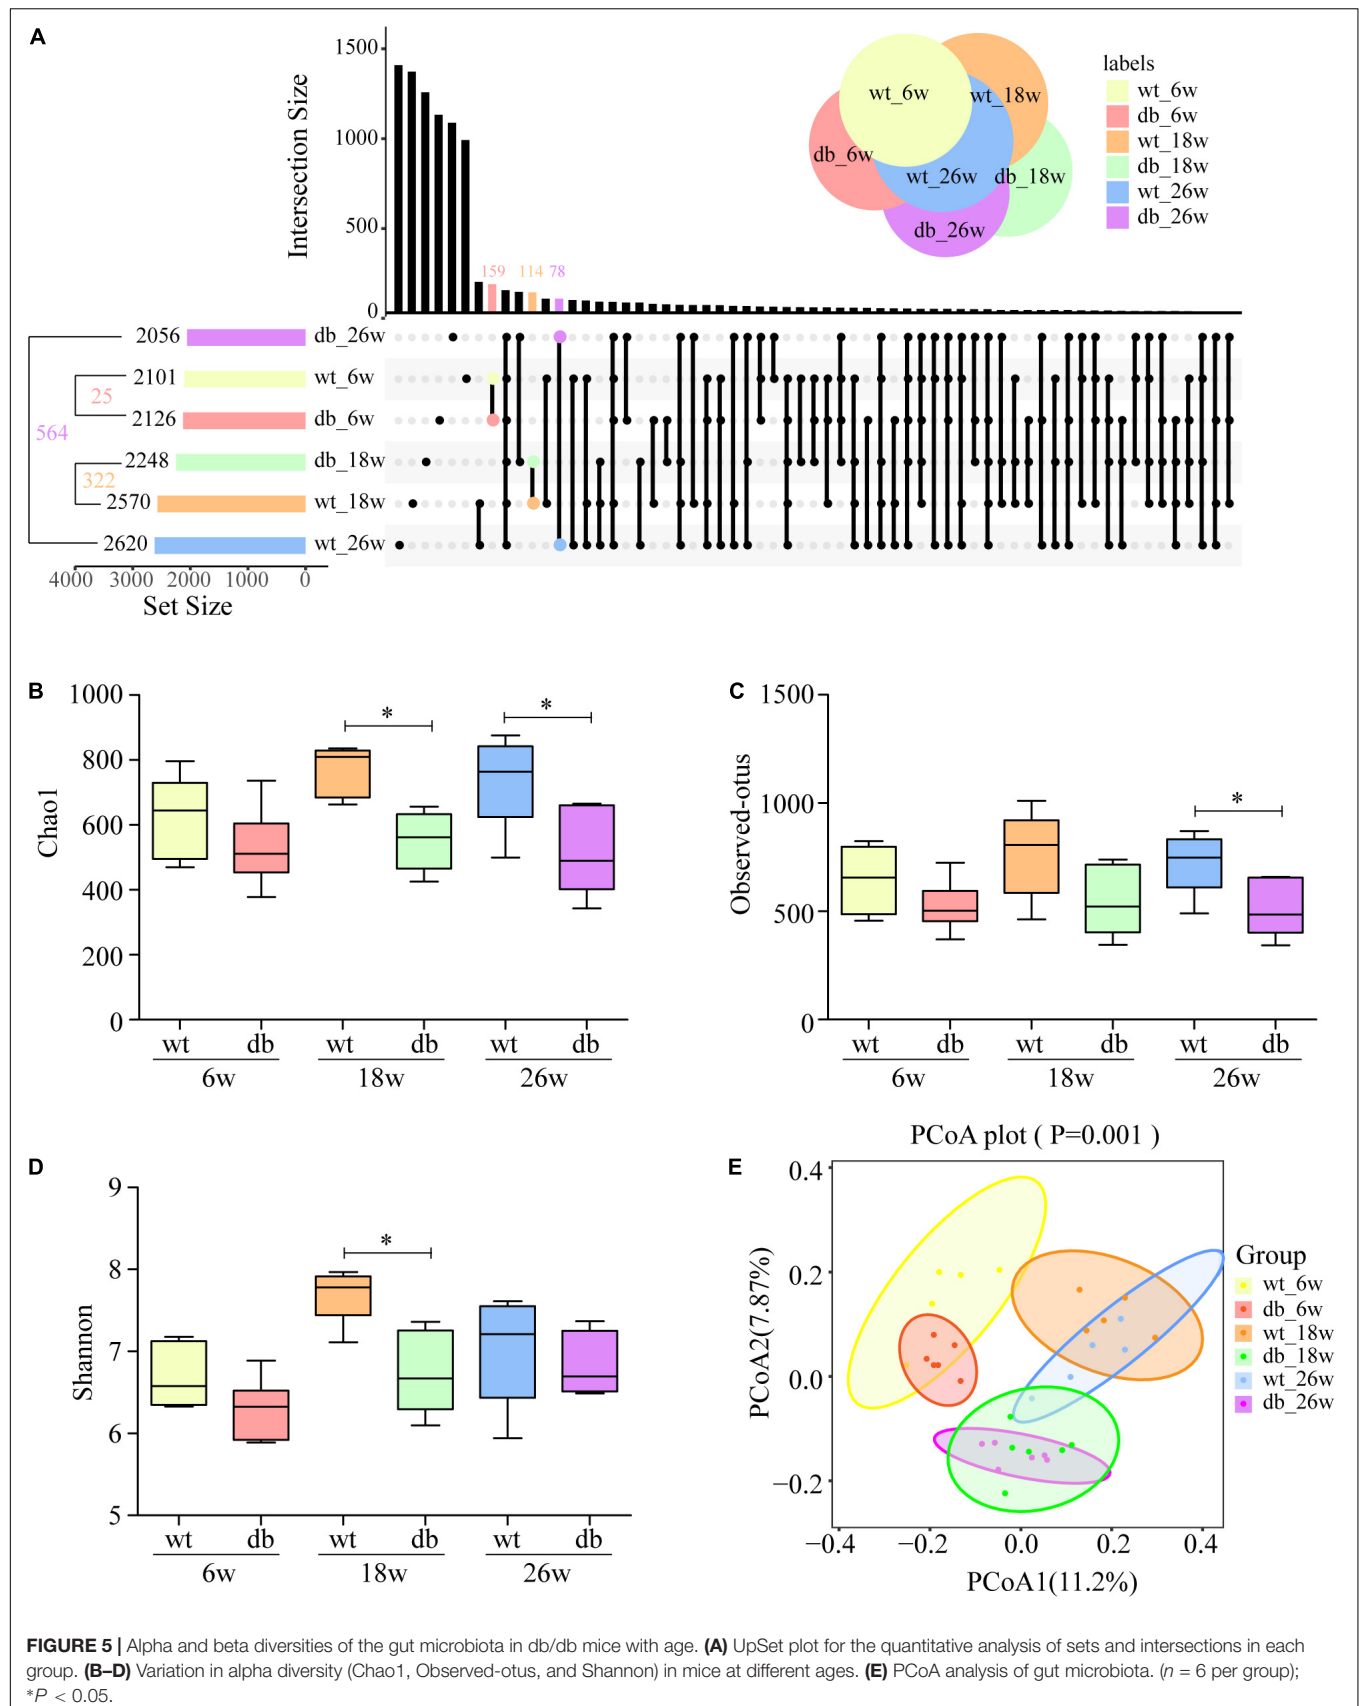 A
Intersection Size
1500
1000
500
0
159
114
78
wt_6w
wt_18w
db_6w
wt_26w
db_18w
db_26w
labels
wt_6w
db_6w
wt_18w
db_18w
wt_26w
db_26w
2056
db_26w
2101
wt_6w
25
2126
db_6w
564
2248
db_18w
322
2570
wt_18w
2620
wt_26w
4000 3000 2000 1000 0
Set Size
B
Chao1
1000
800
600
400
200
0
*
*
wt db wt db wt db
6w 18w 26w
C
Observed-otus
1500
1000
500
0
*
wt db wt db wt db
6w 18w 26w
D
Shannon
9
8
7
6
5
*
wt db wt db wt db
6w 18w 26w
PCoA plot ( P=0.001 )
E
PCoA2(7.87%)
0.4
0.2
0.0
−0.2
−0.4 −0.2 0.0 0.2 0.4
PCoA1(11.2%)
Group
wt_6w
db_6w
wt_18w
db_18w
wt_26w
db_26w
FIGURE 5 | Alpha and beta diversities of the gut microbiota in db/db mice with age. (A) UpSet plot for the quantitative analysis of sets and intersections in each
group. (B–D) Variation in alpha diversity (Chao1, Observed-otus, and Shannon) in mice at different ages. (E) PCoA analysis of gut microbiota. (n = 6 per group);
*P < 0.05.